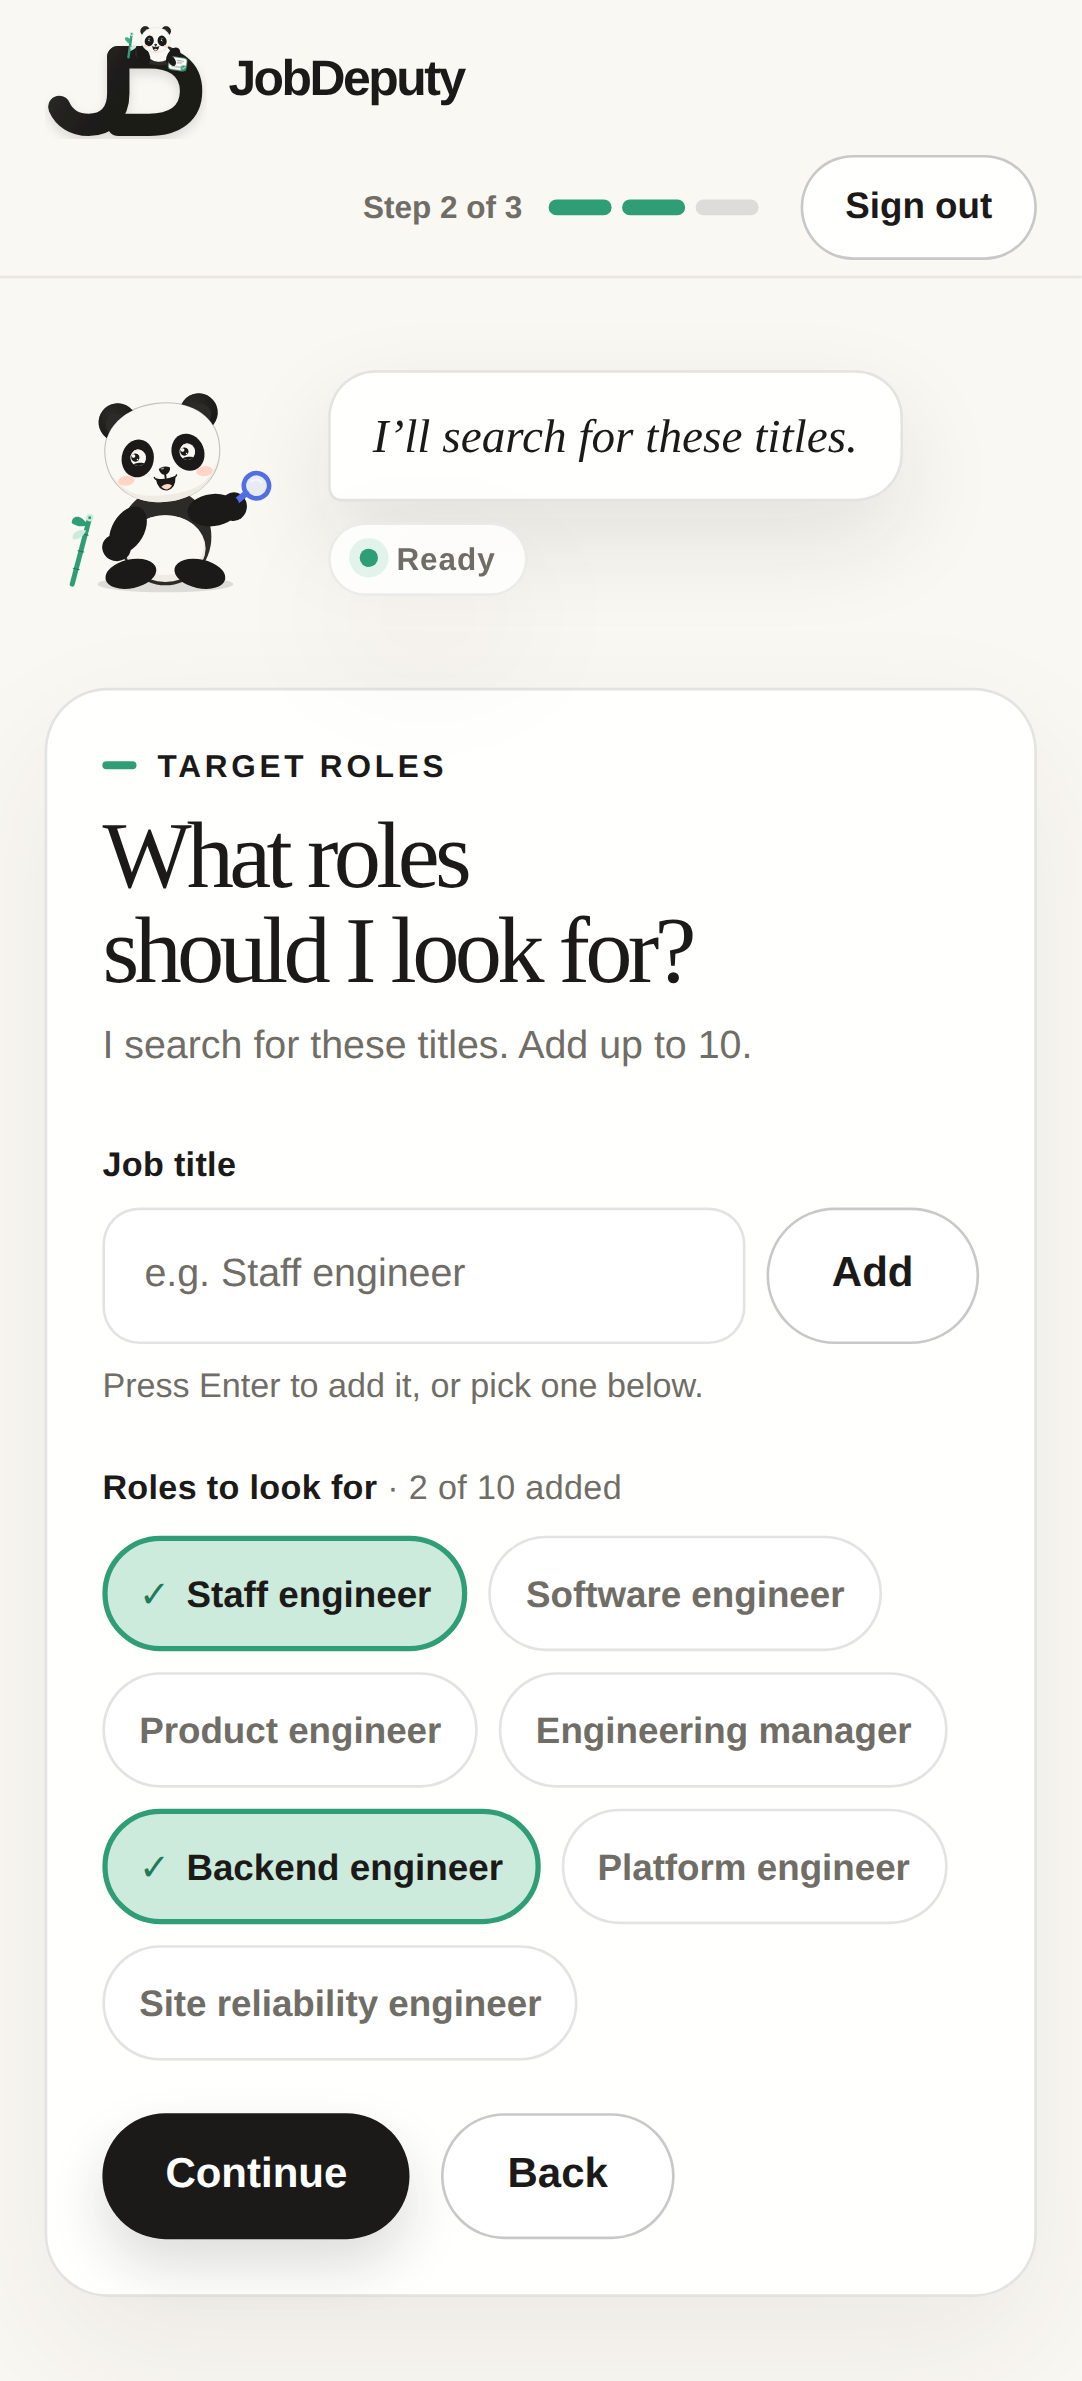 JobDeputy
Step 2 of 3
Sign out
I’ll search for these titles.
Ready
TARGET ROLES
What roles
should I look for?
I search for these titles. Add up to 10.
Job title
e.g. Staff engineer
Add
Press Enter to add it, or pick one below.
Roles to look for · 2 of 10 added
✓ Staff engineer
Software engineer
Product engineer
Engineering manager
✓ Backend engineer
Platform engineer
Site reliability engineer
Continue
Back